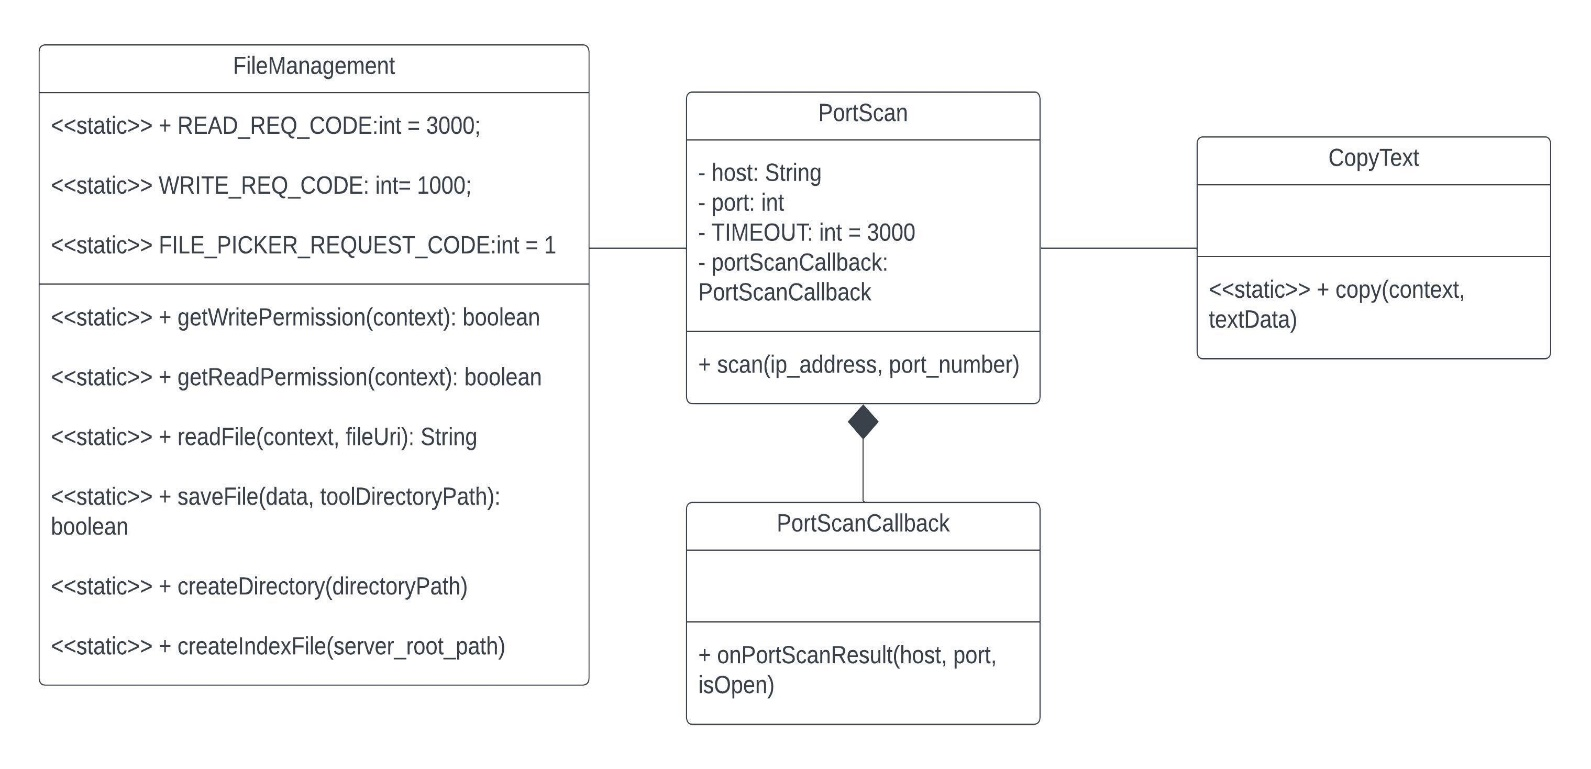 FileManagement
<<static>> + READ_REQ_CODE:int = 3000;
<<static>> WRITE_REQ_CODE: int= 1000;
<<static>> FILE_PICKER_REQUEST_CODE:int = 1
<<static>> + getWritePermission(context): boolean
<<static>> + getReadPermission(context): boolean
<<static>> + readFile(context, fileUri): String
<<static>> + saveFile(data, toolDirectoryPath):
boolean
<<static>> + createDirectory(directoryPath)
<<static>> + createIndexFile(server_root_path)
PortScan
- host: String
- port: int
- TIMEOUT: int = 3000
- portScanCallback:
PortScanCallback
+ scan(ip_address, port_number)
PortScanCallback
+ onPortScanResult(host, port,
isOpen)
CopyText
<<static>> + copy(context,
textData)